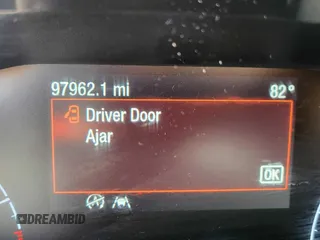 97962.1 mi 82°
Driver Door
Ajar
OK
DREAMBID